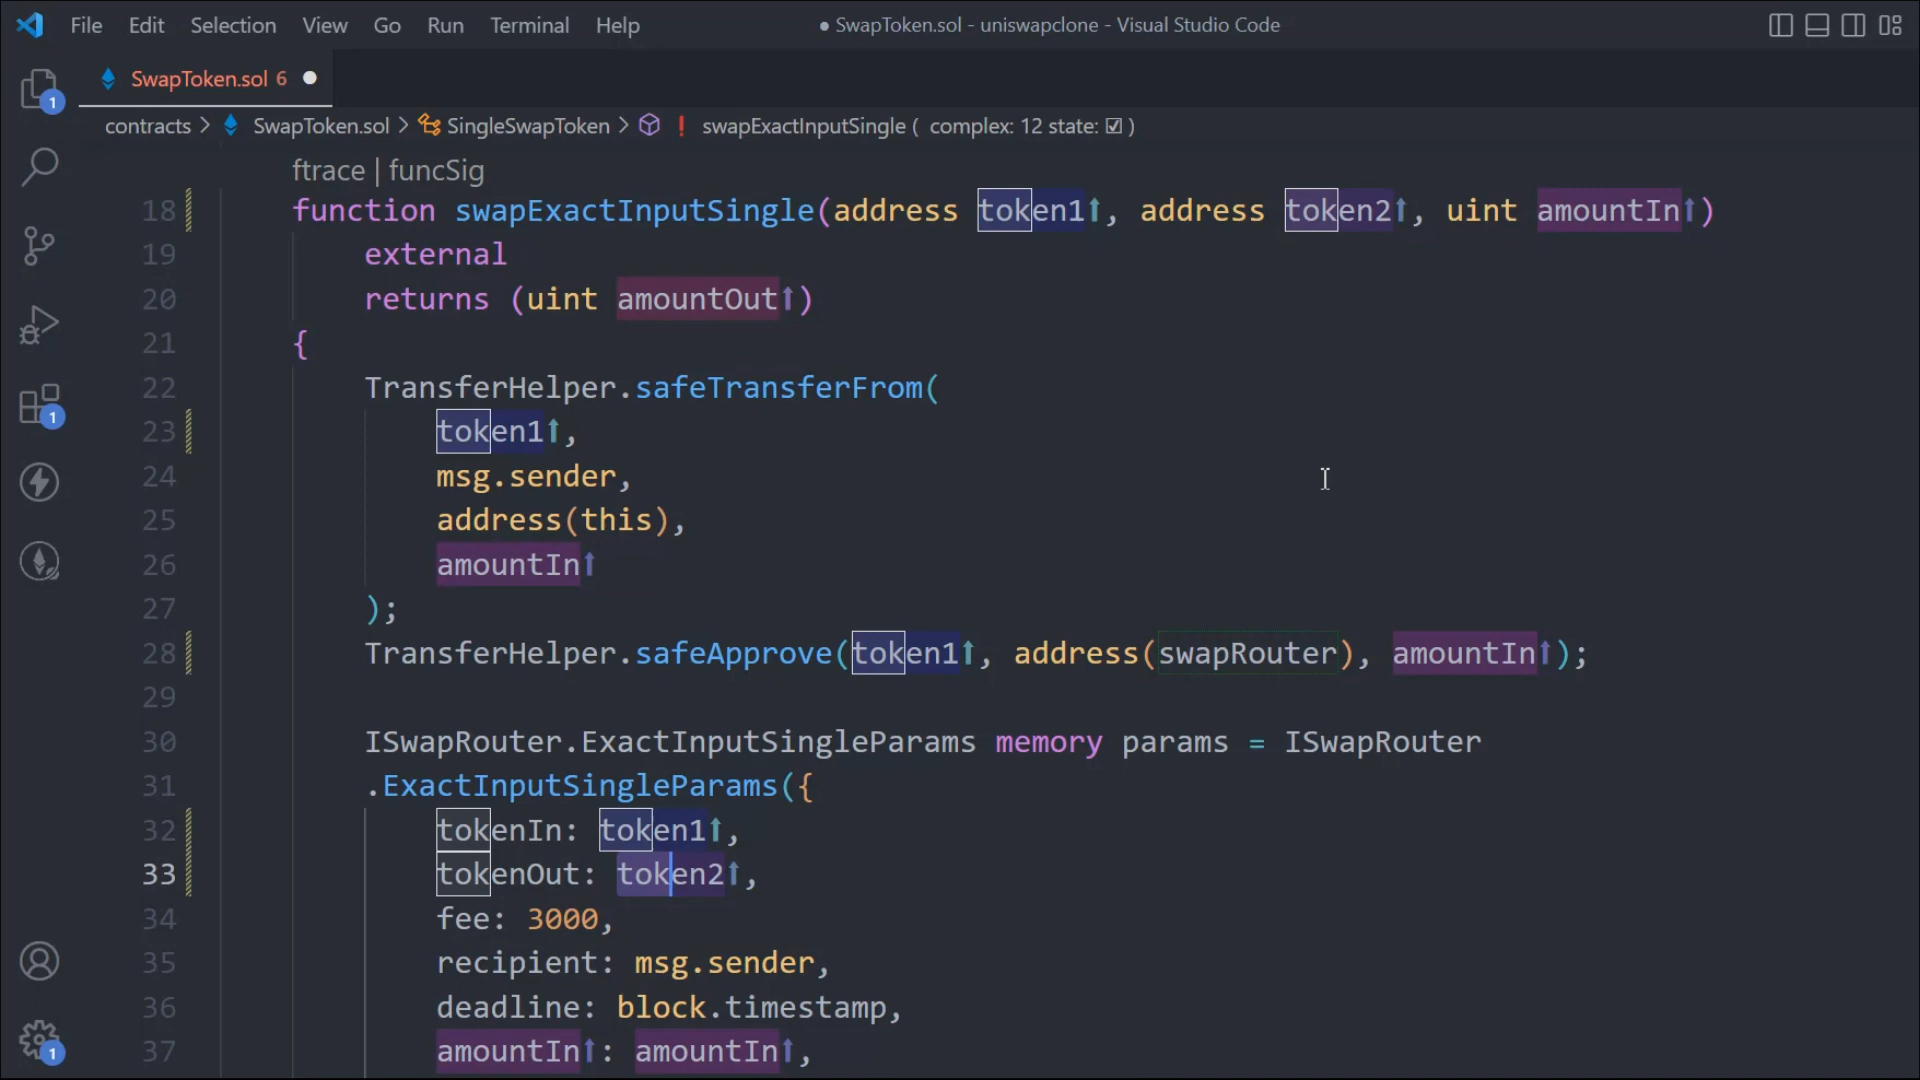 File Edit Selection View Go Run Terminal Help ● SwapToken.sol - uniswapclone - Visual Studio Code
SwapToken.sol 6 ●
contracts > SwapToken.sol > SingleSwapToken > ! swapExactInputSingle ( complex: 12 state: ☑ )
ftrace | funcSig
18 function swapExactInputSingle(address token1⬆, address token2⬆, uint amountIn⬆)
19 external
20 returns (uint amountOut⬆)
21 {
22 TransferHelper.safeTransferFrom(
23 token1⬆,
24 msg.sender,
25 address(this),
26 amountIn⬆
27 );
28 TransferHelper.safeApprove(token1⬆, address(swapRouter), amountIn⬆);
29
30 ISwapRouter.ExactInputSingleParams memory params = ISwapRouter
31 .ExactInputSingleParams({
32 tokenIn: token1⬆,
33 tokenOut: token2⬆,
34 fee: 3000,
35 recipient: msg.sender,
36 deadline: block.timestamp,
37 amountIn⬆: amountIn⬆,
1
1
1